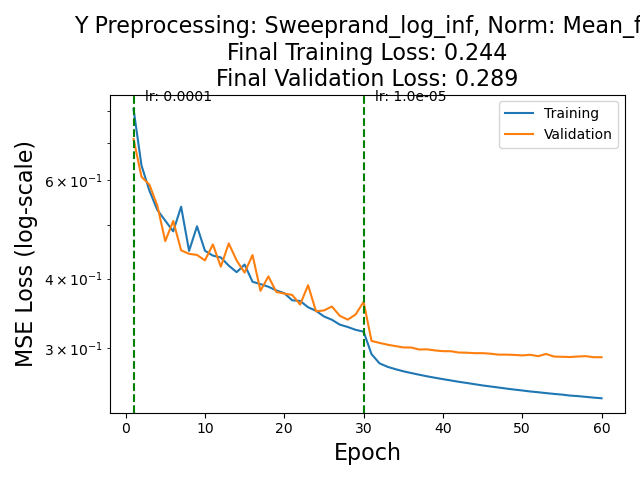 Y Preprocessing: Sweeprand_log_inf, Norm: Mean_f
Final Training Loss: 0.244
Final Validation Loss: 0.289
lr: 0.0001
lr: 1.0e-05
Training
Validation
MSE Loss (log-scale)
6 × 10⁻¹
4 × 10⁻¹
3 × 10⁻¹
0 10 20 30 40 50 60
Epoch